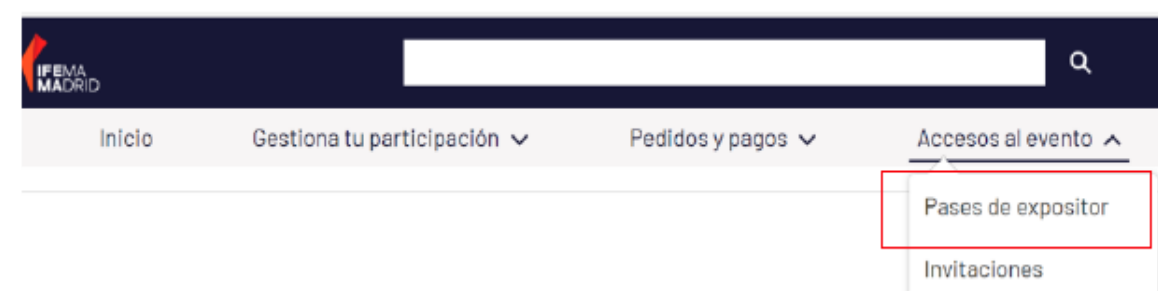 IFEMA
MADRID
Inicio Gestiona tu participación Pedidos y pagos Accesos al evento
Pases de expositor
Invitaciones